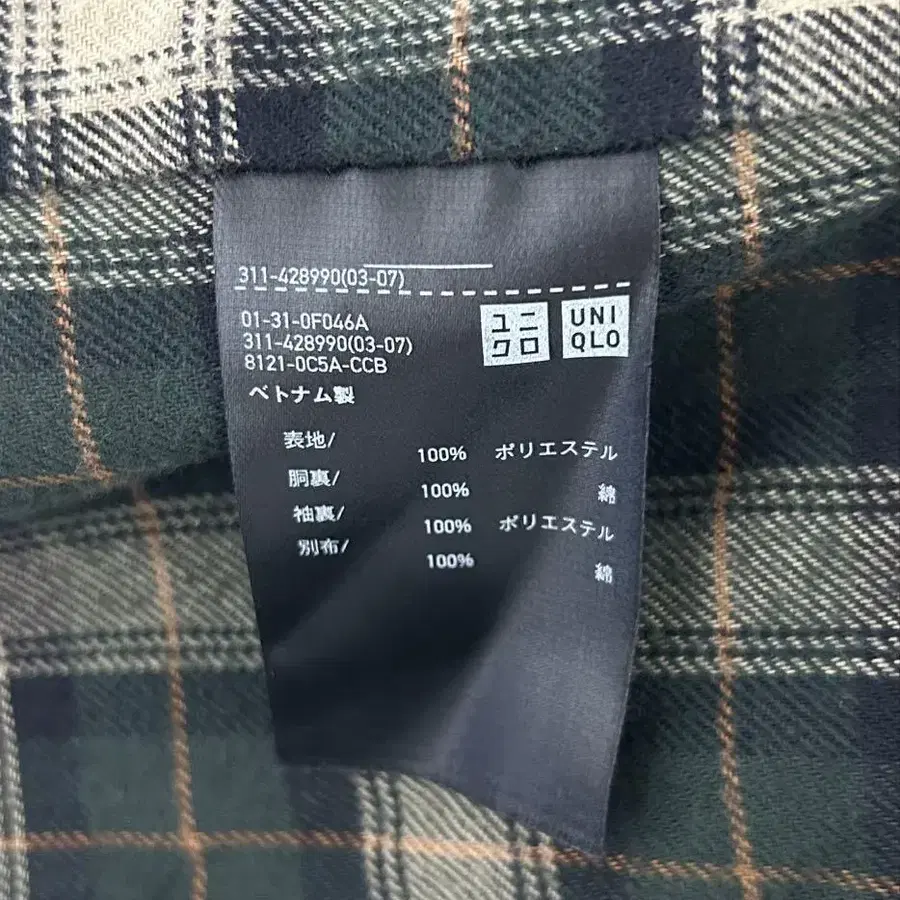 311-428990(03-07)
ユニ
クロ
UNI
QLO
01-31-0F046A
311-428990(03-07)
8121-0C5A-CCB
ベトナム製
表地/ 100% ポリエステル
胴裏/ 100% 綿
袖裏/ 100% ポリエステル
別布/ 100% 綿